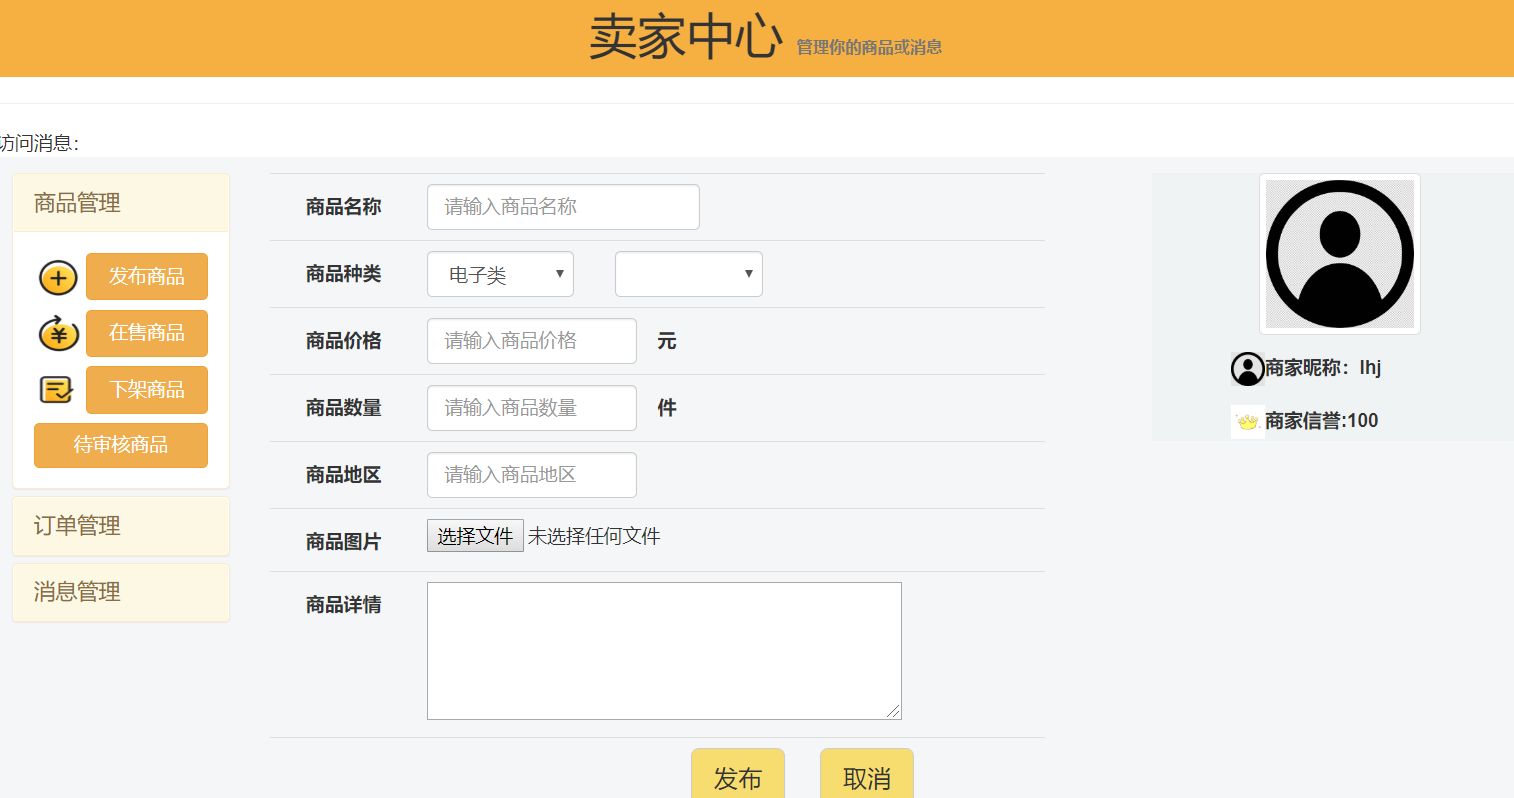 卖家中心 管理你的商品或消息
访问消息：
商品管理
发布商品
在售商品
下架商品
待审核商品
订单管理
消息管理
商品名称 请输入商品名称
商品种类 电子类
商品价格 请输入商品价格 元
商品数量 请输入商品数量 件
商品地区 请输入商品地区
商品图片 选择文件 未选择任何文件
商品详情
发布 取消
商家昵称：lhj
商家信誉:100